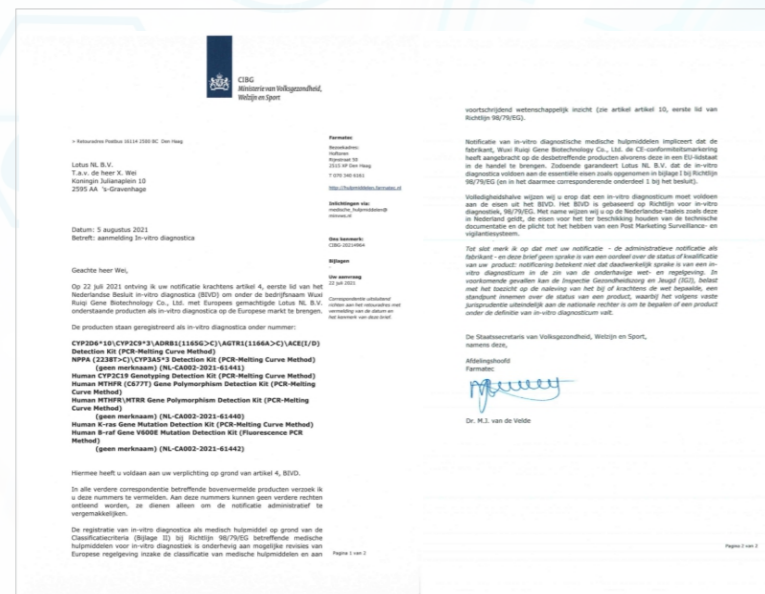 CIBG
Ministerie van Volksgezondheid,
Welzijn en Sport
> Retouradres Postbus 16114 2500 BC Den Haag
Lotus NL B.V.
T.a.v. de heer X. Wei
Koningin Julianaplein 10
2595 AA 's-Gravenhage
Datum: 5 augustus 2021
Betreft: aanmelding In-vitro diagnostica
Geachte heer Wei,
Op 22 juli 2021 ontving ik uw notificatie krachtens artikel 4, eerste lid van het
Nederlandse Besluit in-vitro diagnostica (BIVD) om onder de bedrijfsnaam Wuxi
Ruiqi Gene Biotechnology Co., Ltd. met Europees gemachtigde Lotus NL B.V.
onderstaande producten als in-vitro diagnostica op de Europese markt te brengen.
De producten staan geregistreerd als in-vitro diagnostica onder nummer:
CYP2D6*10\CYP2C9*3\ADRB1(1165G>C)\AGTR1(1166A>C)\ACE(I/D)
Detection Kit (PCR-Melting Curve Method)
NPPA (2238T>C)\CYP3A5*3 Detection Kit (PCR-Melting Curve Method)
(geen merknaam) (NL-CA002-2021-61441)
Human CYP2C19 Genotyping Detection Kit (PCR-Melting Curve Method)
Human MTHFR (C677T) Gene Polymorphism Detection Kit (PCR-Melting
Curve Method)
Human MTHFR\MTRR Gene Polymorphism Detection Kit (PCR-Melting
Curve Method)
(geen merknaam) (NL-CA002-2021-61440)
Human K-ras Gene Mutation Detection Kit (PCR-Melting Curve Method)
Human B-raf Gene V600E Mutation Detection Kit (Fluorescence PCR
Method)
(geen merknaam) (NL-CA002-2021-61442)
Hiermee heeft u voldaan aan uw verplichting op grond van artikel 4, BIVD.
In alle verdere correspondentie betreffende bovenvermelde producten verzoek ik
u deze nummers te vermelden. Aan deze nummers kunnen geen verdere rechten
ontleend worden, ze dienen alleen om de notificatie administratief te
vergemakkelijken.
De registratie van in-vitro diagnostica als medisch hulpmiddel op grond van de
Classificatiecriteria (Bijlage II) bij Richtlijn 98/79/EG betreffende medische
hulpmiddelen voor in-vitro diagnostiek is onderhevig aan mogelijke revisies van
Europese regelgeving inzake de classificatie van medische hulpmiddelen en aan
Farmatec
Bezoekadres:
Hoftoren
Rijnstraat 50
2515 XP Den Haag
T 070 340 6161
http://hulpmiddelen.farmatec.nl
Inlichtingen via:
medische_hulpmiddelen@
minvws.nl
Ons kenmerk:
CIBG-20214964
Bijlagen
-
Uw aanvraag
22 juli 2021
Correspondentie uitsluitend
richten aan het retouradres met
vermelding van de datum en
het kenmerk van deze brief.
Pagina 1 van 2
voortschrijdend wetenschappelijk inzicht (zie artikel artikel 10, eerste lid van
Richtlijn 98/79/EG).
Notificatie van in-vitro diagnostische medische hulpmiddelen impliceert dat de
fabrikant, Wuxi Ruiqi Gene Biotechnology Co., Ltd. de CE-conformiteitsmarkering
heeft aangebracht op de desbetreffende producten alvorens deze in een EU-lidstaat
in de handel te brengen. Zodoende garandeert Lotus NL B.V. dat de in-vitro
diagnostica voldoen aan de essentiële eisen zoals opgenomen in bijlage I bij Richtlijn
98/79/EG (en in het daarmee corresponderende onderdeel 1 bij het besluit).
Volledigheidshalve wijzen wij u erop dat een in-vitro diagnosticum moet voldoen
aan de eisen uit het BIVD. Het BIVD is gebaseerd op Richtlijn voor in-vitro
diagnostiek, 98/79/EG. Met name wijzen wij u op de Nederlandse-taaleis zoals deze
in Nederland geldt, de eisen voor het ter beschikking houden van de technische
documentatie en de plicht tot het hebben van een Post Marketing Surveillance- en
vigilantiesysteem.
Tot slot merk ik op dat met uw notificatie - de administratieve notificatie als
fabrikant - en deze brief geen sprake is van een oordeel over de status of kwalificatie
van uw product: notificering betekent niet dat daadwerkelijk sprake is van een in-
vitro diagnosticum in de zin van de onderhavige wet- en regelgeving. In
voorkomende gevallen kan de Inspectie Gezondheidszorg en Jeugd (IGJ), belast
met het toezicht op de naleving van het bij of krachtens de wet bepaalde, een
standpunt innemen over de status van een product, waarbij het volgens vaste
jurisprudentie uiteindelijk aan de nationale rechter is om te bepalen of een product
onder de definitie van in-vitro diagnosticum valt.
De Staatssecretaris van Volksgezondheid, Welzijn en Sport,
namens deze,
Afdelingshoofd
Farmatec
Dr. M.J. van de Velde
Pagina 2 van 2